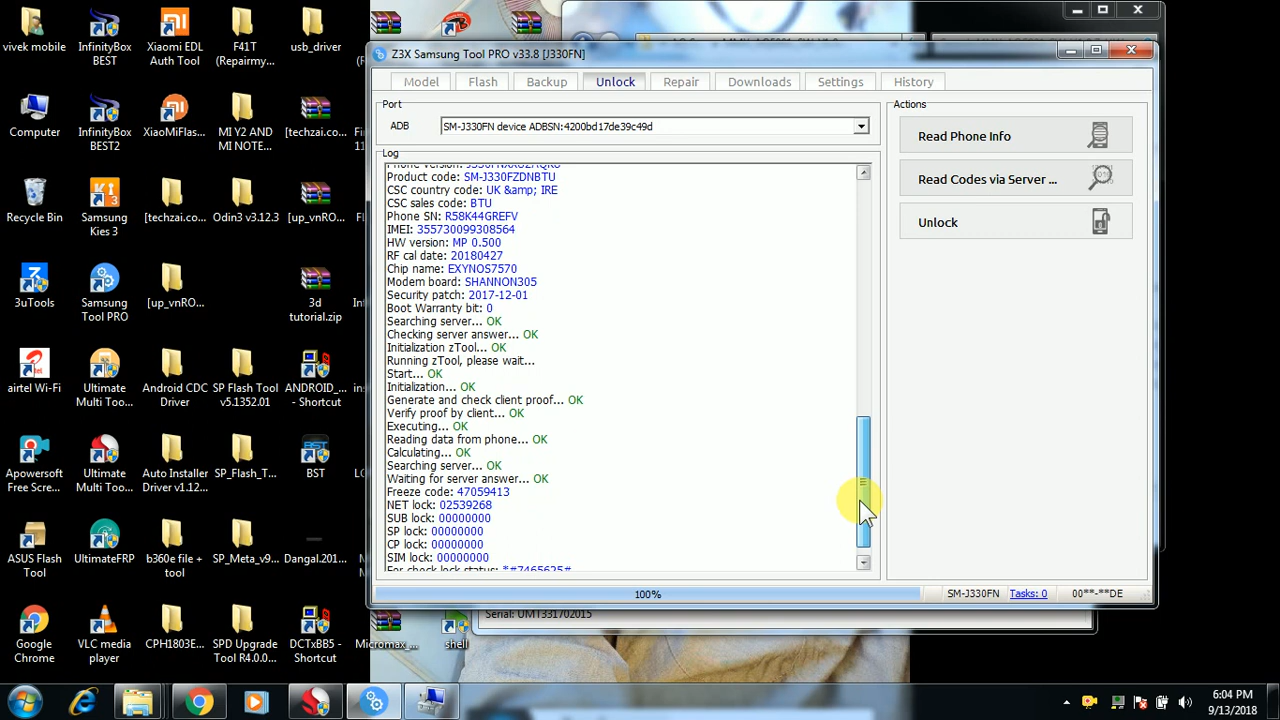 vivek mobile
InfinityBox BEST
Xiaomi EDL Auth Tool
F41T (Repairmy...
usb_driver
Computer
InfinityBox BEST2
XiaoMiFlas...
MI Y2 AND MI NOTE...
[techzai.co...
Recycle Bin
Samsung Kies 3
[techzai.co...
Odin3 v3.12.3
[up_vnRO...
3uTools
Samsung Tool PRO
[up_vnRO...
3d tutorial.zip
airtel Wi-Fi
Ultimate Multi Too...
Android CDC Driver
SP Flash Tool v5.1352.01
ANDROID_... - Shortcut
Apowersoft Free Scre...
Ultimate Multi Too...
Auto Installer Driver v1.12...
SP_Flash_T...
BST
ASUS Flash Tool
UltimateFRP
b360e file + tool
SP_Meta_v9...
Dangal.201...
Google Chrome
VLC media player
CPH1803E...
SPD Upgrade Tool R4.0.0...
DCTxBB5 - Shortcut
Micromax_...
shell
Z3X Samsung Tool PRO v33.8 [J330FN]
Model
Flash
Backup
Unlock
Repair
Downloads
Settings
History
Port
ADB
SM-J330FN device ADBSN:4200bd17de39c49d
Log
Product code: SM-J330FZDNBTU
CSC country code: UK &amp; IRE
CSC sales code: BTU
Phone SN: R58K44GREFV
IMEI: 355730099308564
HW version: MP 0.500
RF cal date: 20180427
Chip name: EXYNOS7570
Modem board: SHANNON305
Security patch: 2017-12-01
Boot Warranty bit: 0
Searching server... OK
Checking server answer... OK
Initialization zTool... OK
Running zTool, please wait...
Start... OK
Initialization... OK
Generate and check client proof... OK
Verify proof by client... OK
Executing... OK
Reading data from phone... OK
Calculating... OK
Searching server... OK
Waiting for server answer... OK
Freeze code: 47059413
NET lock: 02539268
SUB lock: 00000000
SP lock: 00000000
CP lock: 00000000
SIM lock: 00000000
For check lock status: *#7465625#
Actions
Read Phone Info
Read Codes via Server ...
Unlock
100%
SM-J330FN
Tasks: 0
00**-**DE
Serial: UMT331702015
6:04 PM
9/13/2018